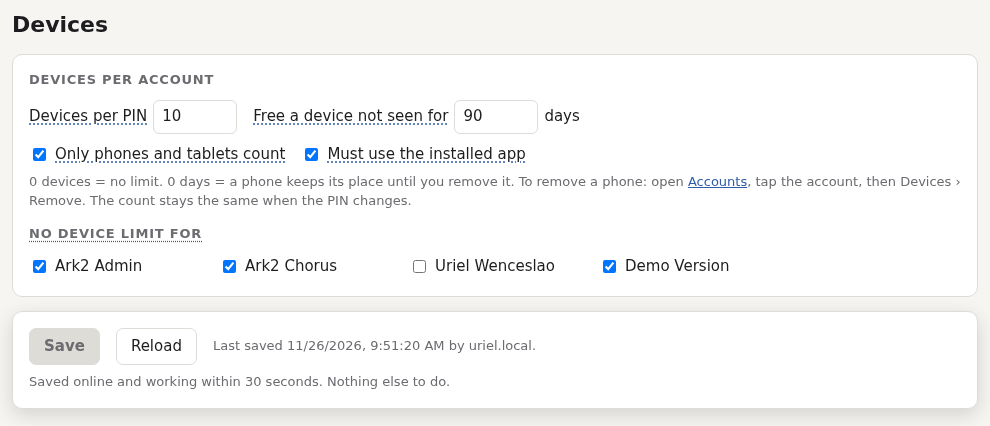 Devices
DEVICES PER ACCOUNT
Devices per PIN 10 Free a device not seen for 90 days
Only phones and tablets count Must use the installed app
0 devices = no limit. 0 days = a phone keeps its place until you remove it. To remove a phone: open Accounts, tap the account, then Devices ›
Remove. The count stays the same when the PIN changes.
NO DEVICE LIMIT FOR
Ark2 Admin Ark2 Chorus Uriel Wenceslao Demo Version
Save Reload Last saved 11/26/2026, 9:51:20 AM by uriel.local.
Saved online and working within 30 seconds. Nothing else to do.